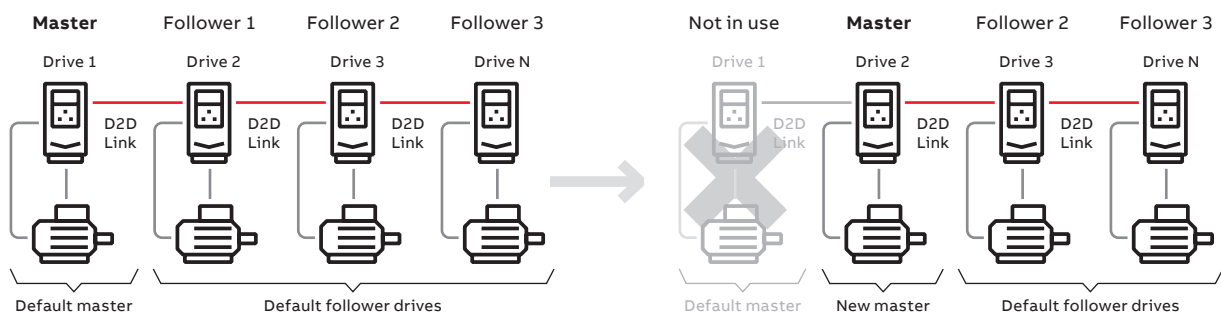 Master Follower 1 Follower 2 Follower 3 Not in use Master Follower 2 Follower 3
Drive 1 Drive 2 Drive 3 Drive N Drive 1 Drive 2 Drive 3 Drive N
D2D D2D D2D D2D D2D D2D
Link Link Link Link Link Link
Default master Default follower drives Default master New master Default follower drives